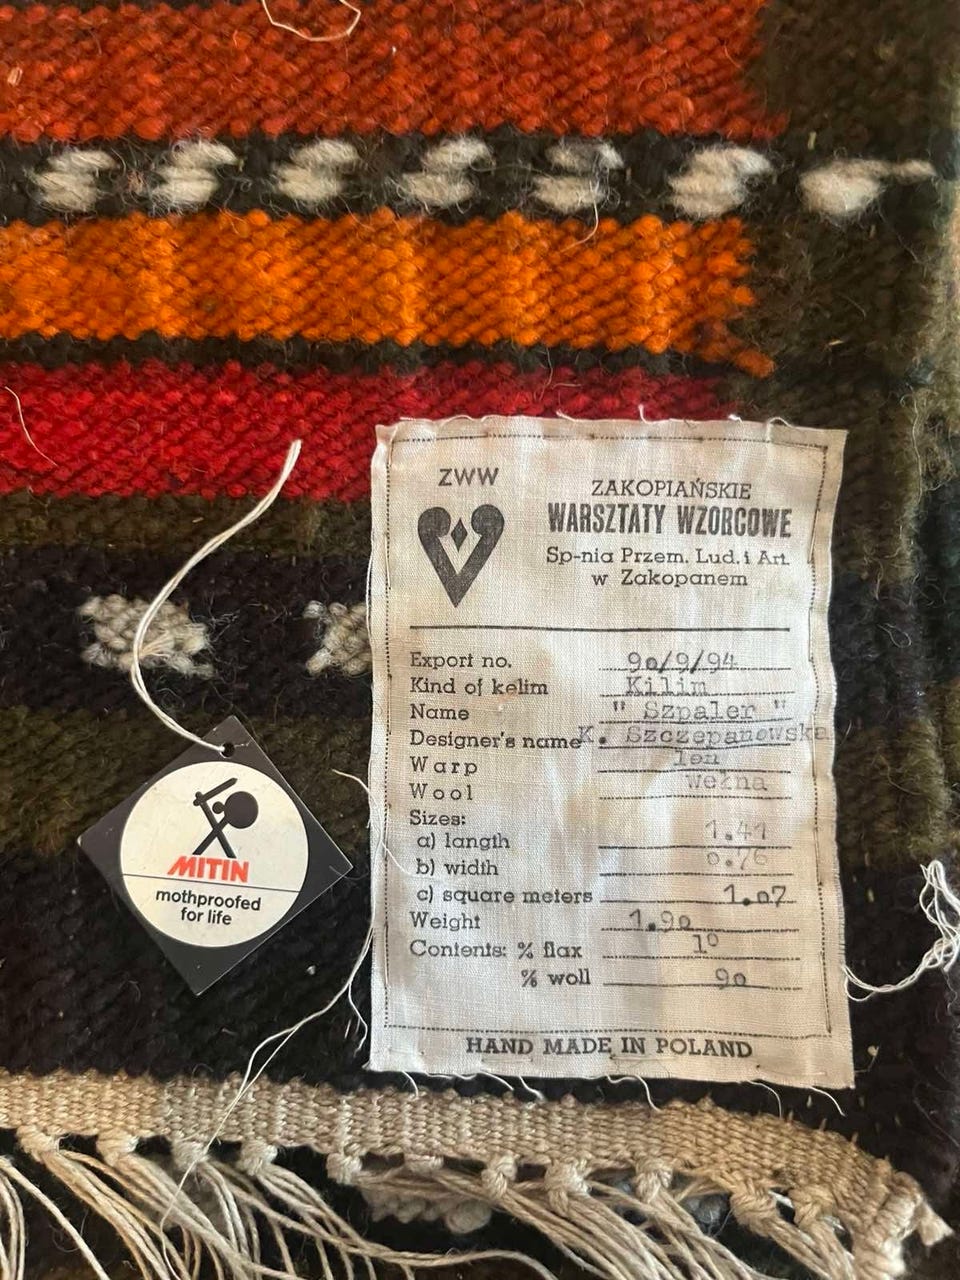 ZWW
ZAKOPIAŃSKIE
WARSZTATY WZORCOWE
Sp-nia Przem. Lud. i Art.
w Zakopanem
Export no. 90/9/94
Kind of kelim Kilim
Name " Szpaler "
Designer's name K. Szczepanowska
Warp len
Wool wełna
Sizes:
a) langth 1.41
b) width 0.76
c) square meters 1.07
Weight 1.90
Contents: % flax 10
% woll 90
HAND MADE IN POLAND
MITIN
mothproofed
for life